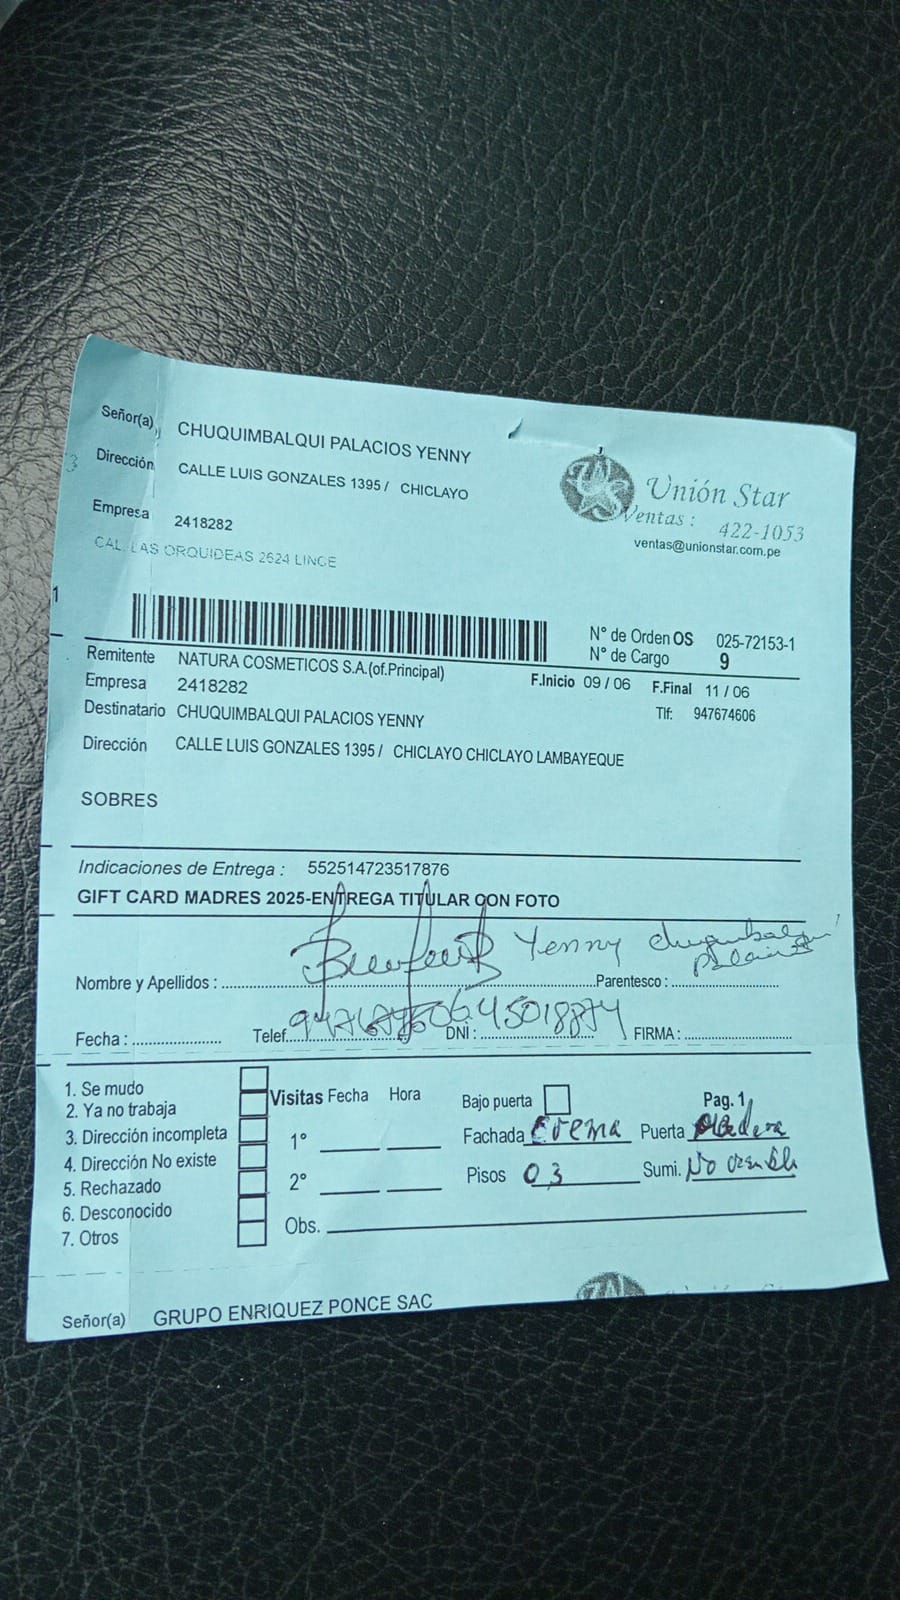 Señor(a)
CHUQUIMBALQUI PALACIOS YENNY
Dirección
CALLE LUIS GONZALES 1395 / CHICLAYO
Empresa
2418282
CAL. LAS ORQUIDEAS 2624 LINCE
Unión Star
Ventas : 422-1053
ventas@unionstar.com.pe
1
N° de Orden OS 025-72153-1
N° de Cargo 9
Remitente NATURA COSMETICOS S.A.(of.Principal)
F.Inicio 09 / 06 F.Final 11 / 06
Empresa 2418282
Tlf: 947674606
Destinatario CHUQUIMBALQUI PALACIOS YENNY
Dirección CALLE LUIS GONZALES 1395 / CHICLAYO CHICLAYO LAMBAYEQUE
SOBRES
Indicaciones de Entrega : 552514723517876
GIFT CARD MADRES 2025-ENTREGA TITULAR CON FOTO
Yenny Chuquimbalqui
Palacios
Nombre y Apellidos : Parentesco :
Fecha : Telef. DNI : 45018874 FIRMA :
1. Se mudo
2. Ya no trabaja
3. Dirección incompleta
4. Dirección No existe
5. Rechazado
6. Desconocido
7. Otros
Visitas Fecha Hora
1°
2°
Obs.
Bajo puerta Pag. 1
Fachada Crema Puerta Madera
Pisos 03 Sumi. No
Señor(a) GRUPO ENRIQUEZ PONCE SAC